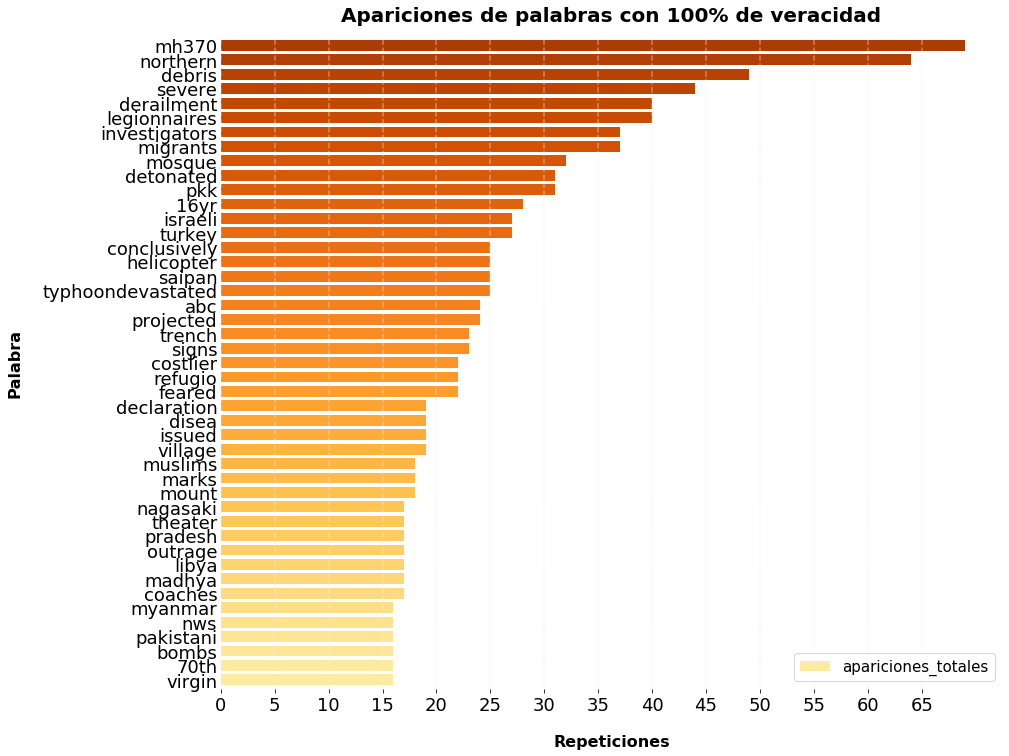 Apariciones de palabras con 100% de veracidad
mh370
northern
debris
severe
derailment
legionnaires
investigators
migrants
mosque
detonated
pkk
16yr
israeli
turkey
conclusively
helicopter
saipan
typhoondevastated
abc
projected
trench
signs
costlier
refugio
feared
declaration
disea
issued
village
muslims
marks
mount
nagasaki
theater
pradesh
outrage
libya
madhya
coaches
myanmar
nws
pakistani
bombs
70th
virgin
Palabra
apariciones_totales
0 5 10 15 20 25 30 35 40 45 50 55 60 65
Repeticiones